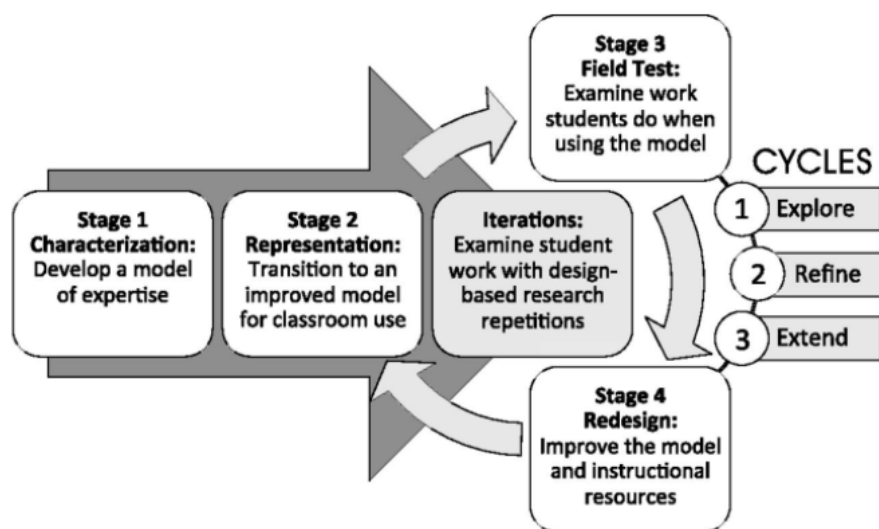 Stage 1
Characterization:
Develop a model
of expertise
Stage 2
Representation:
Transition to an
improved model
for classroom use
Iterations:
Examine student
work with design-
based research
repetitions
Stage 3
Field Test:
Examine work
students do when
using the model
CYCLES
1 Explore
2 Refine
3 Extend
Stage 4
Redesign:
Improve the model
and instructional
resources